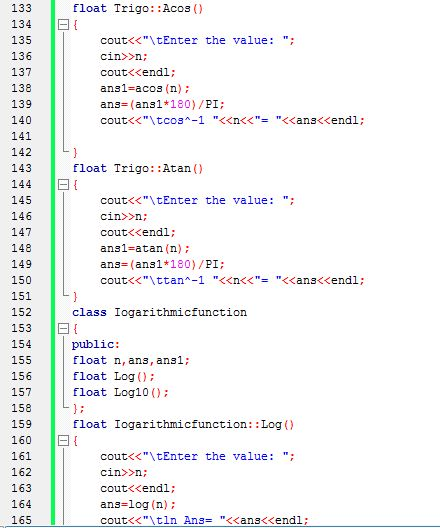 133 float Trigo::Acos()
134 {
135 cout<<"\tEnter the value: ";
136 cin>>n;
137 cout<<endl;
138 ans1=acos(n);
139 ans=(ans1*180)/PI;
140 cout<<"\tcos^-1 "<<n<<"= "<<ans<<endl;
141
142 }
143 float Trigo::Atan()
144 {
145 cout<<"\tEnter the value: ";
146 cin>>n;
147 cout<<endl;
148 ans1=atan(n);
149 ans=(ans1*180)/PI;
150 cout<<"\ttan^-1 "<<n<<"= "<<ans<<endl;
151 }
152 class Iogarithmicfunction
153 {
154 public:
155 float n,ans,ans1;
156 float Log();
157 float Log10();
158 };
159 float Iogarithmicfunction::Log()
160 {
161 cout<<"\tEnter the value: ";
162 cin>>n;
163 cout<<endl;
164 ans=log(n);
165 cout<<"\tln Ans= "<<ans<<endl;